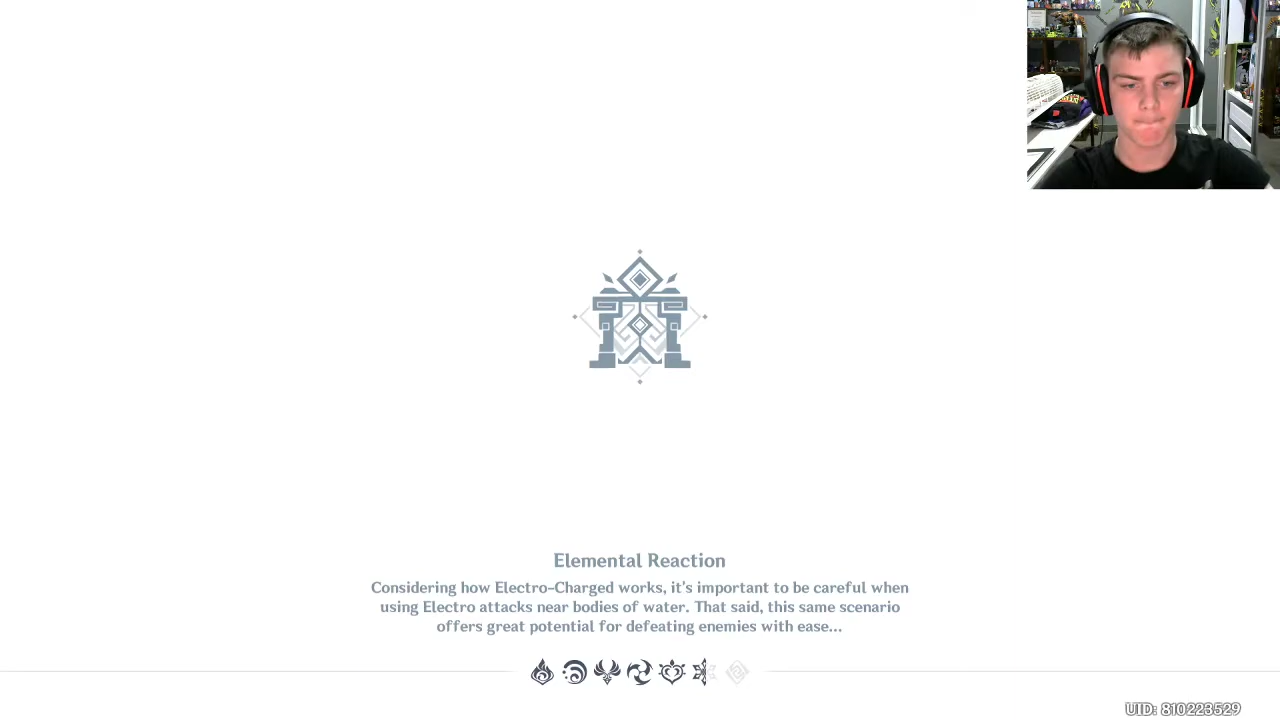 Elemental Reaction
Considering how Electro-Charged works, it's important to be careful when
using Electro attacks near bodies of water. That said, this same scenario
offers great potential for defeating enemies with ease...
UID: 810223529